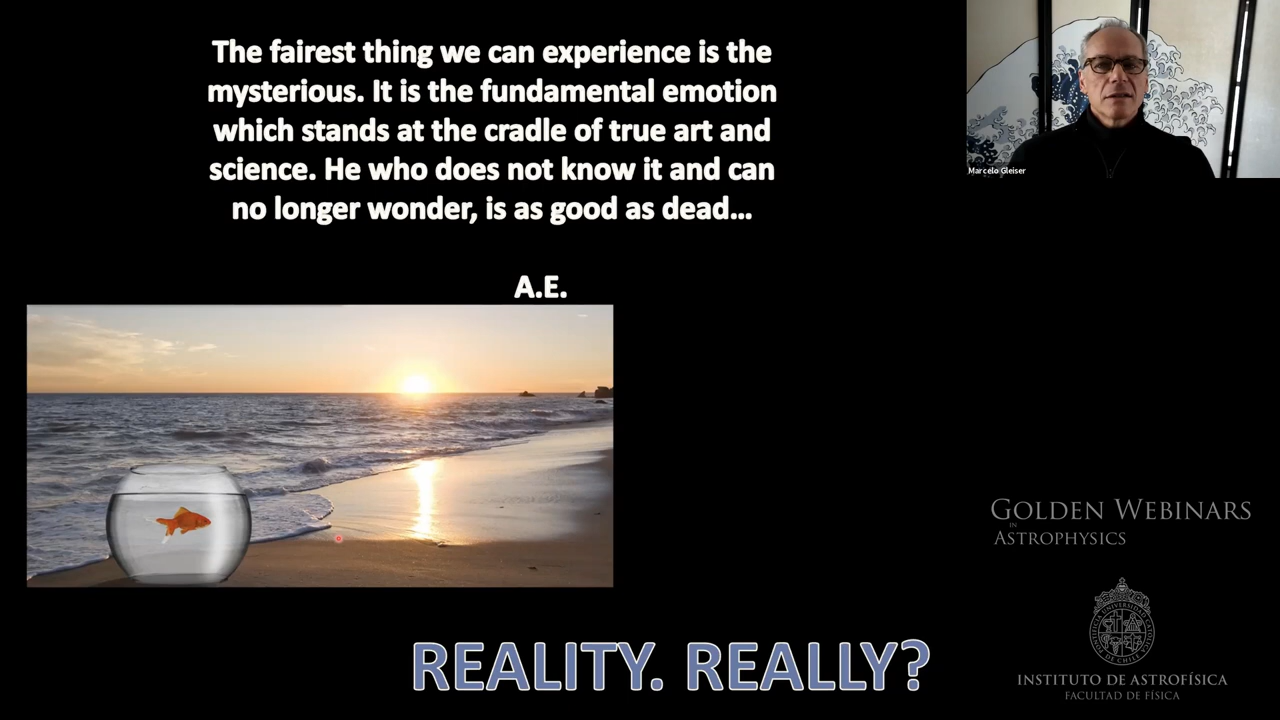 The fairest thing we can experience is the
mysterious. It is the fundamental emotion
which stands at the cradle of true art and
science. He who does not know it and can
no longer wonder, is as good as dead...
A.E.
Marcelo Gleiser
GOLDEN WEBINARS
IN
ASTROPHYSICS
REALITY. REALLY?
INSTITUTO DE ASTROFÍSICA
FACULTAD DE FÍSICA